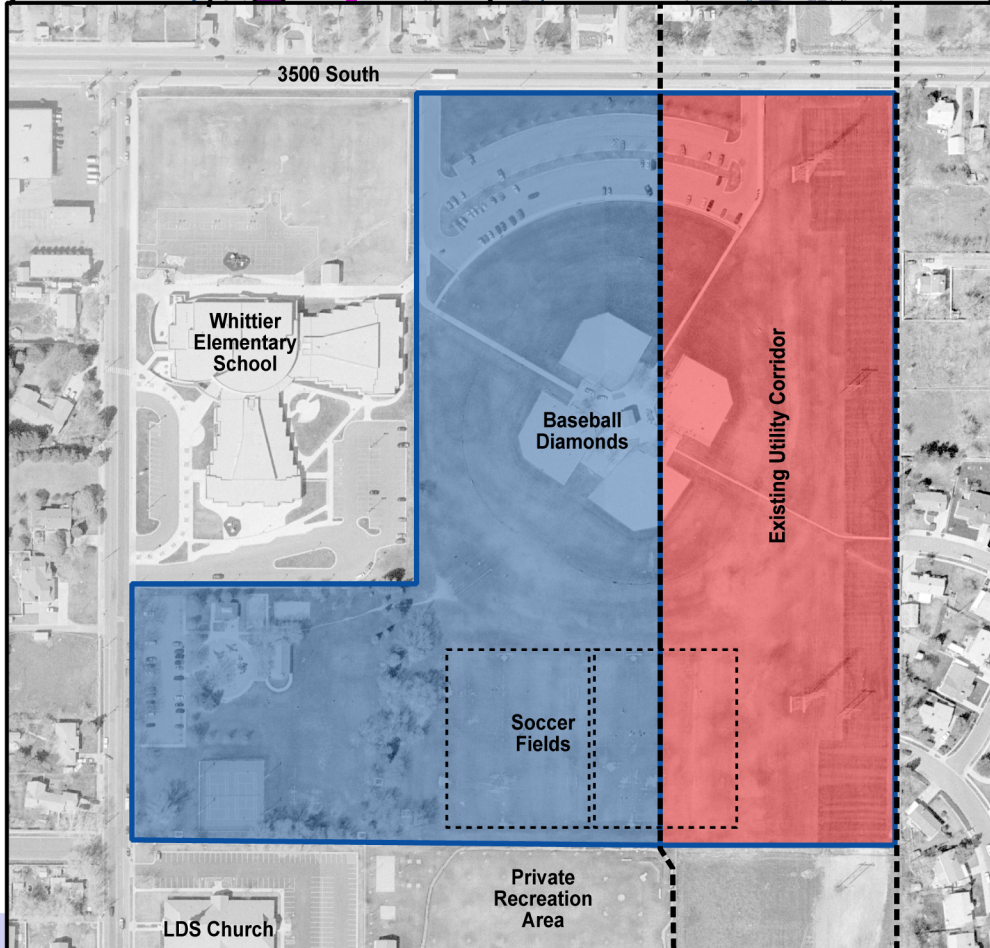 3500 South
Whittier
Elementary
School
Baseball
Diamonds
Existing Utility Corridor
Soccer
Fields
Private
Recreation
Area
LDS Church